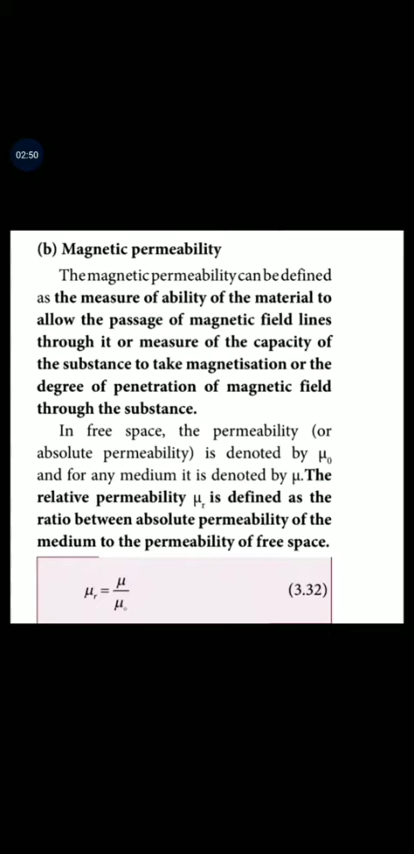 02:50
(b) Magnetic permeability
The magnetic permeability can be defined
as the measure of ability of the material to
allow the passage of magnetic field lines
through it or measure of the capacity of
the substance to take magnetisation or the
degree of penetration of magnetic field
through the substance.
In free space, the permeability (or
absolute permeability) is denoted by μ₀
and for any medium it is denoted by μ.The
relative permeability μᵣ is defined as the
ratio between absolute permeability of the
medium to the permeability of free space.
μᵣ = μ / μ₀ (3.32)